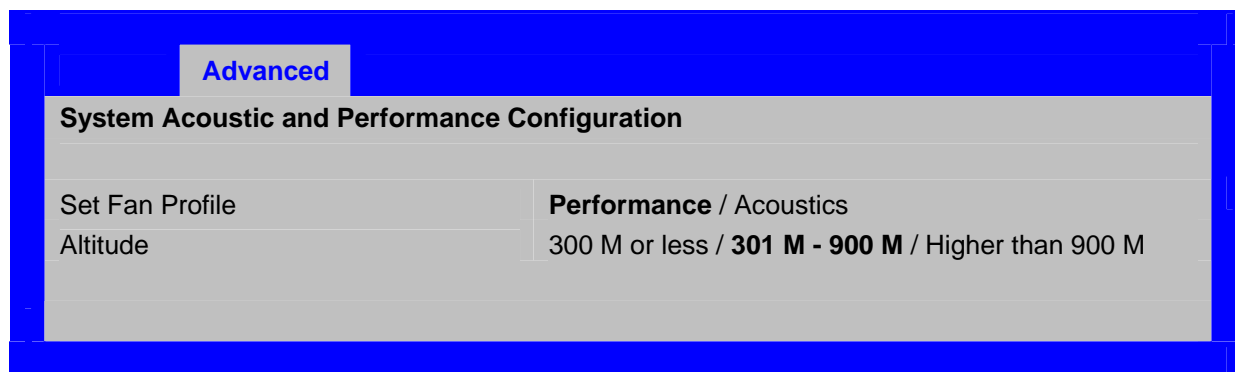 Advanced
System Acoustic and Performance Configuration
Set Fan Profile Performance / Acoustics
Altitude 300 M or less / 301 M - 900 M / Higher than 900 M